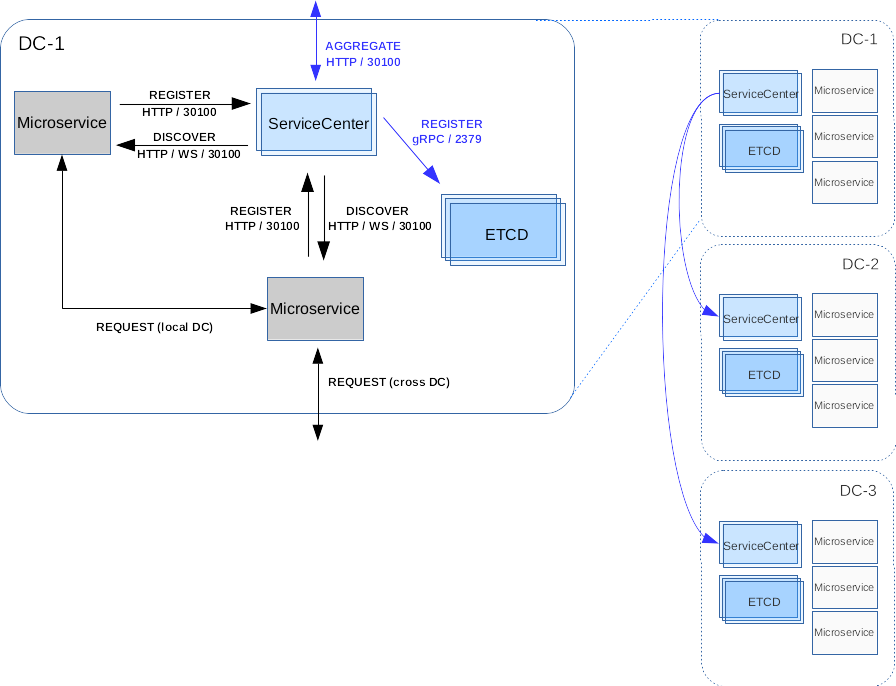 DC-1
AGGREGATE
HTTP / 30100
Microservice
REGISTER
HTTP / 30100
DISCOVER
HTTP / WS / 30100
ServiceCenter
REGISTER
gRPC / 2379
REGISTER
HTTP / 30100
DISCOVER
HTTP / WS / 30100
ETCD
Microservice
REQUEST (local DC)
REQUEST (cross DC)
DC-1
ServiceCenter
ETCD
Microservice
Microservice
Microservice
DC-2
ServiceCenter
ETCD
Microservice
Microservice
Microservice
DC-3
ServiceCenter
ETCD
Microservice
Microservice
Microservice